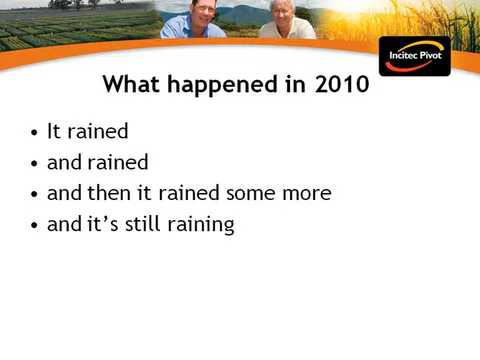 Incitec Pivot
What happened in 2010
• It rained
• and rained
• and then it rained some more
• and it’s still raining